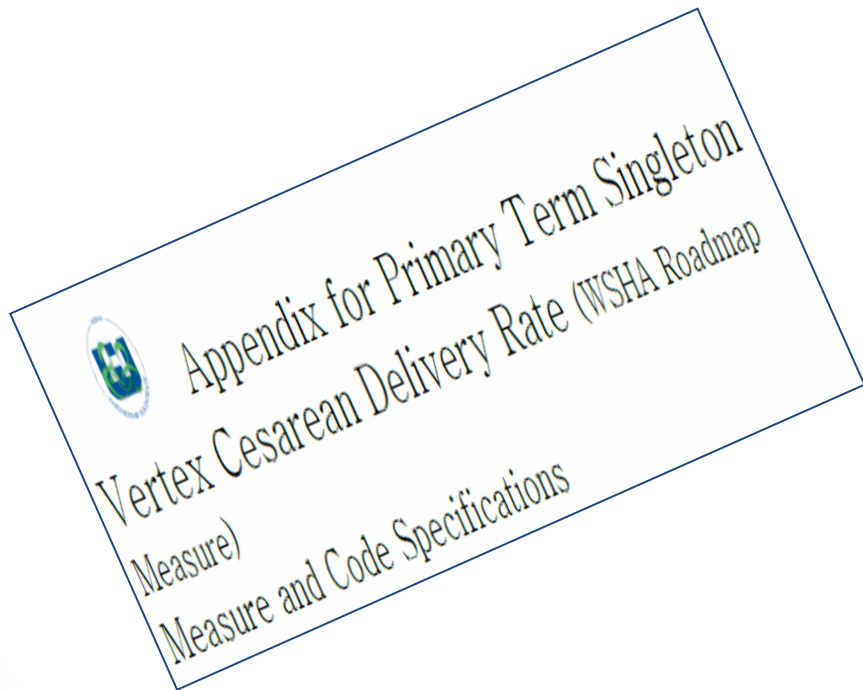 Appendix for Primary Term Singleton
Vertex Cesarean Delivery Rate (WSHA Roadmap
Measure)
Measure and Code Specifications